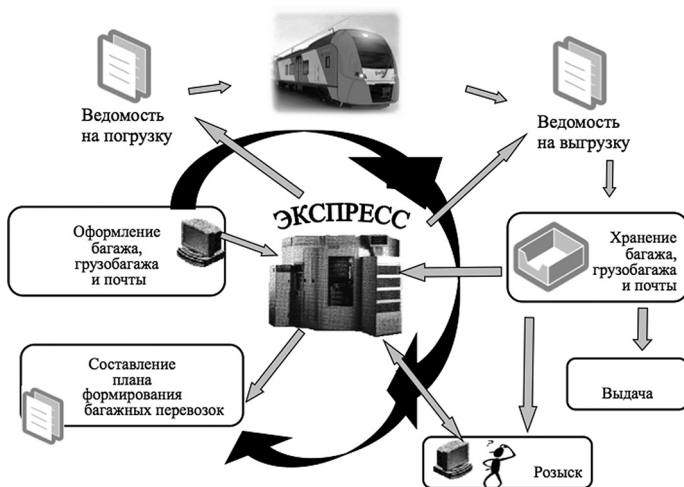 Ведомость
на погрузку
Ведомость
на выгрузку
ЭКСПРЕСС
Оформление
багажа,
грузобагажа
и почты
Хранение
багажа,
грузобагажа
и почты
Составление
плана
формирования
багажных перевозок
Выдача
?
Розыск